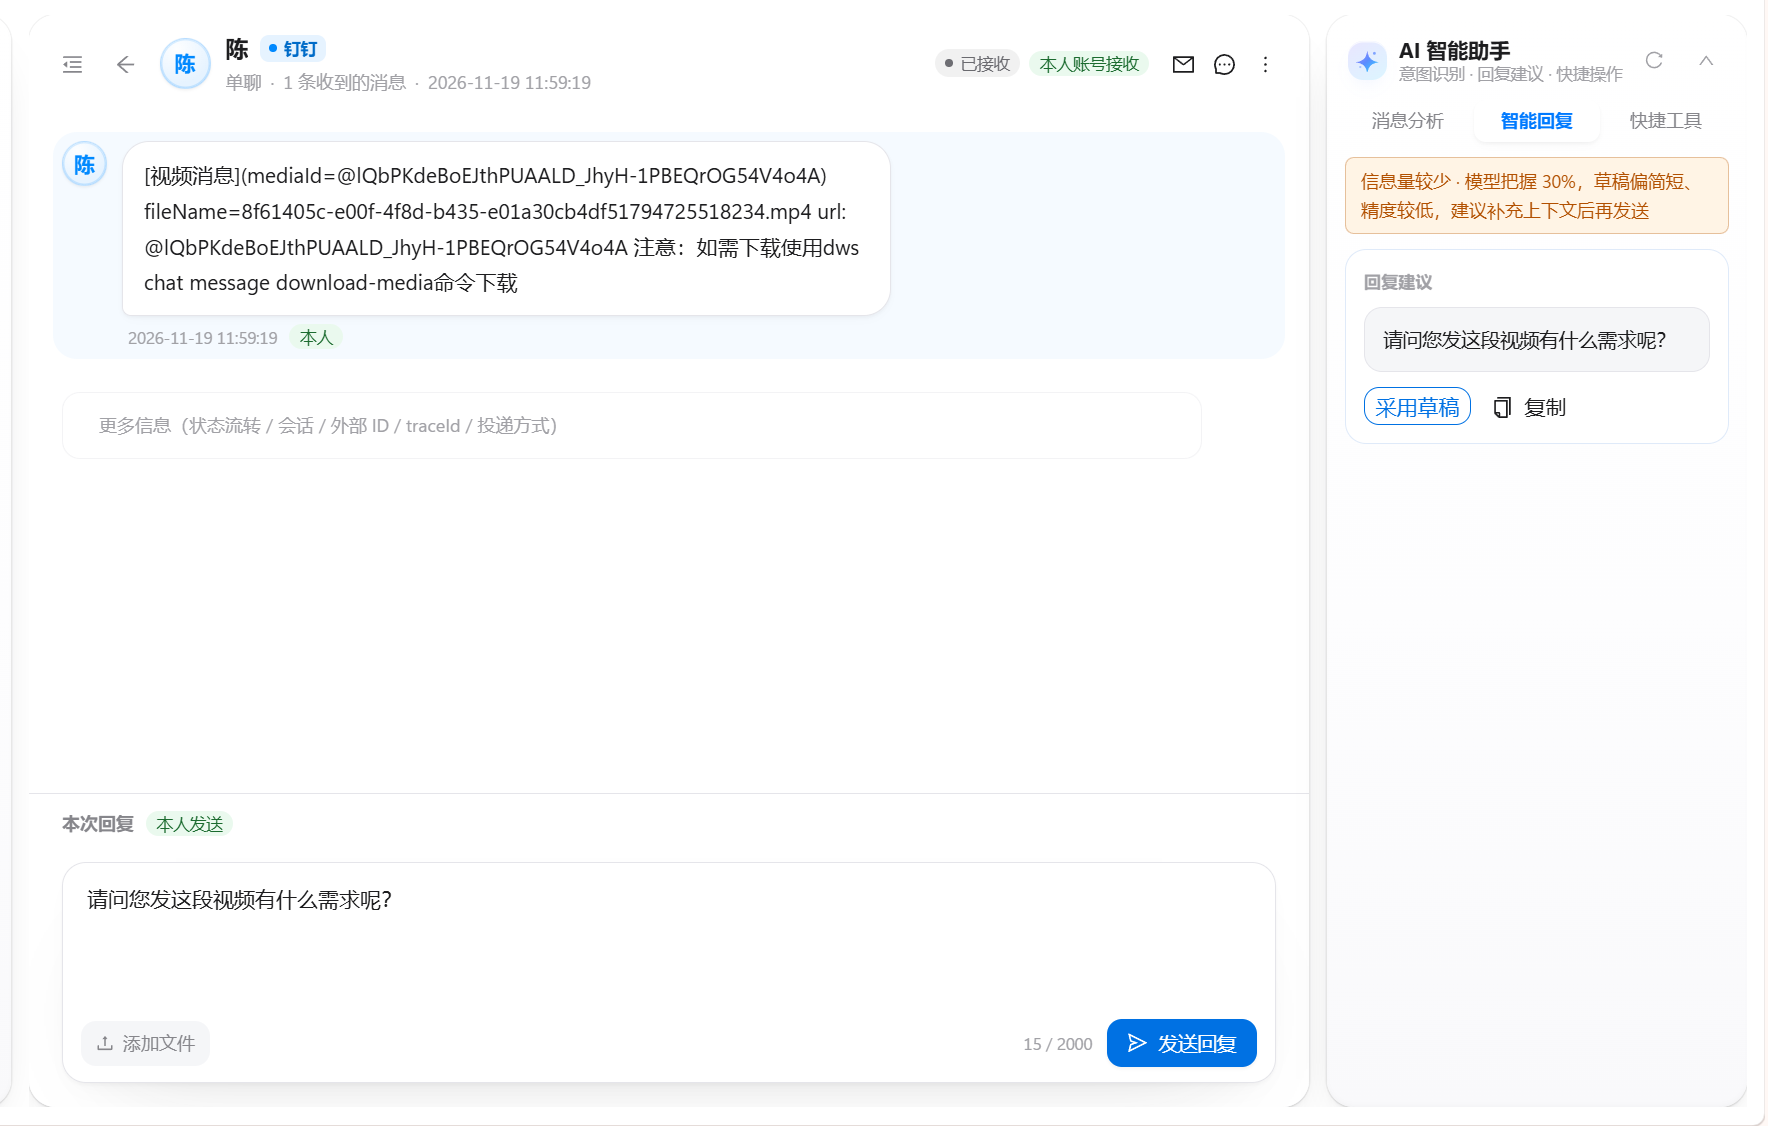 陈
陈
钉钉
单聊 · 1 条收到的消息 · 2026-11-19 11:59:19
已接收
本人账号接收
陈
[视频消息](mediaId=@lQbPKdeBoEJthPUAALD_JhyH-1PBEQrOG54V4o4A)
fileName=8f61405c-e00f-4f8d-b435-e01a30cb4df51794725518234.mp4 url:
@lQbPKdeBoEJthPUAALD_JhyH-1PBEQrOG54V4o4A 注意：如需下载使用dws
chat message download-media命令下载
2026-11-19 11:59:19
本人
更多信息（状态流转 / 会话 / 外部 ID / traceId / 投递方式）
本次回复
本人发送
请问您发这段视频有什么需求呢？
添加文件
15 / 2000
发送回复
AI 智能助手
意图识别 · 回复建议 · 快捷操作
消息分析
智能回复
快捷工具
信息量较少 · 模型把握 30%，草稿偏简短、
精度较低，建议补充上下文后再发送
回复建议
请问您发这段视频有什么需求呢？
采用草稿
复制